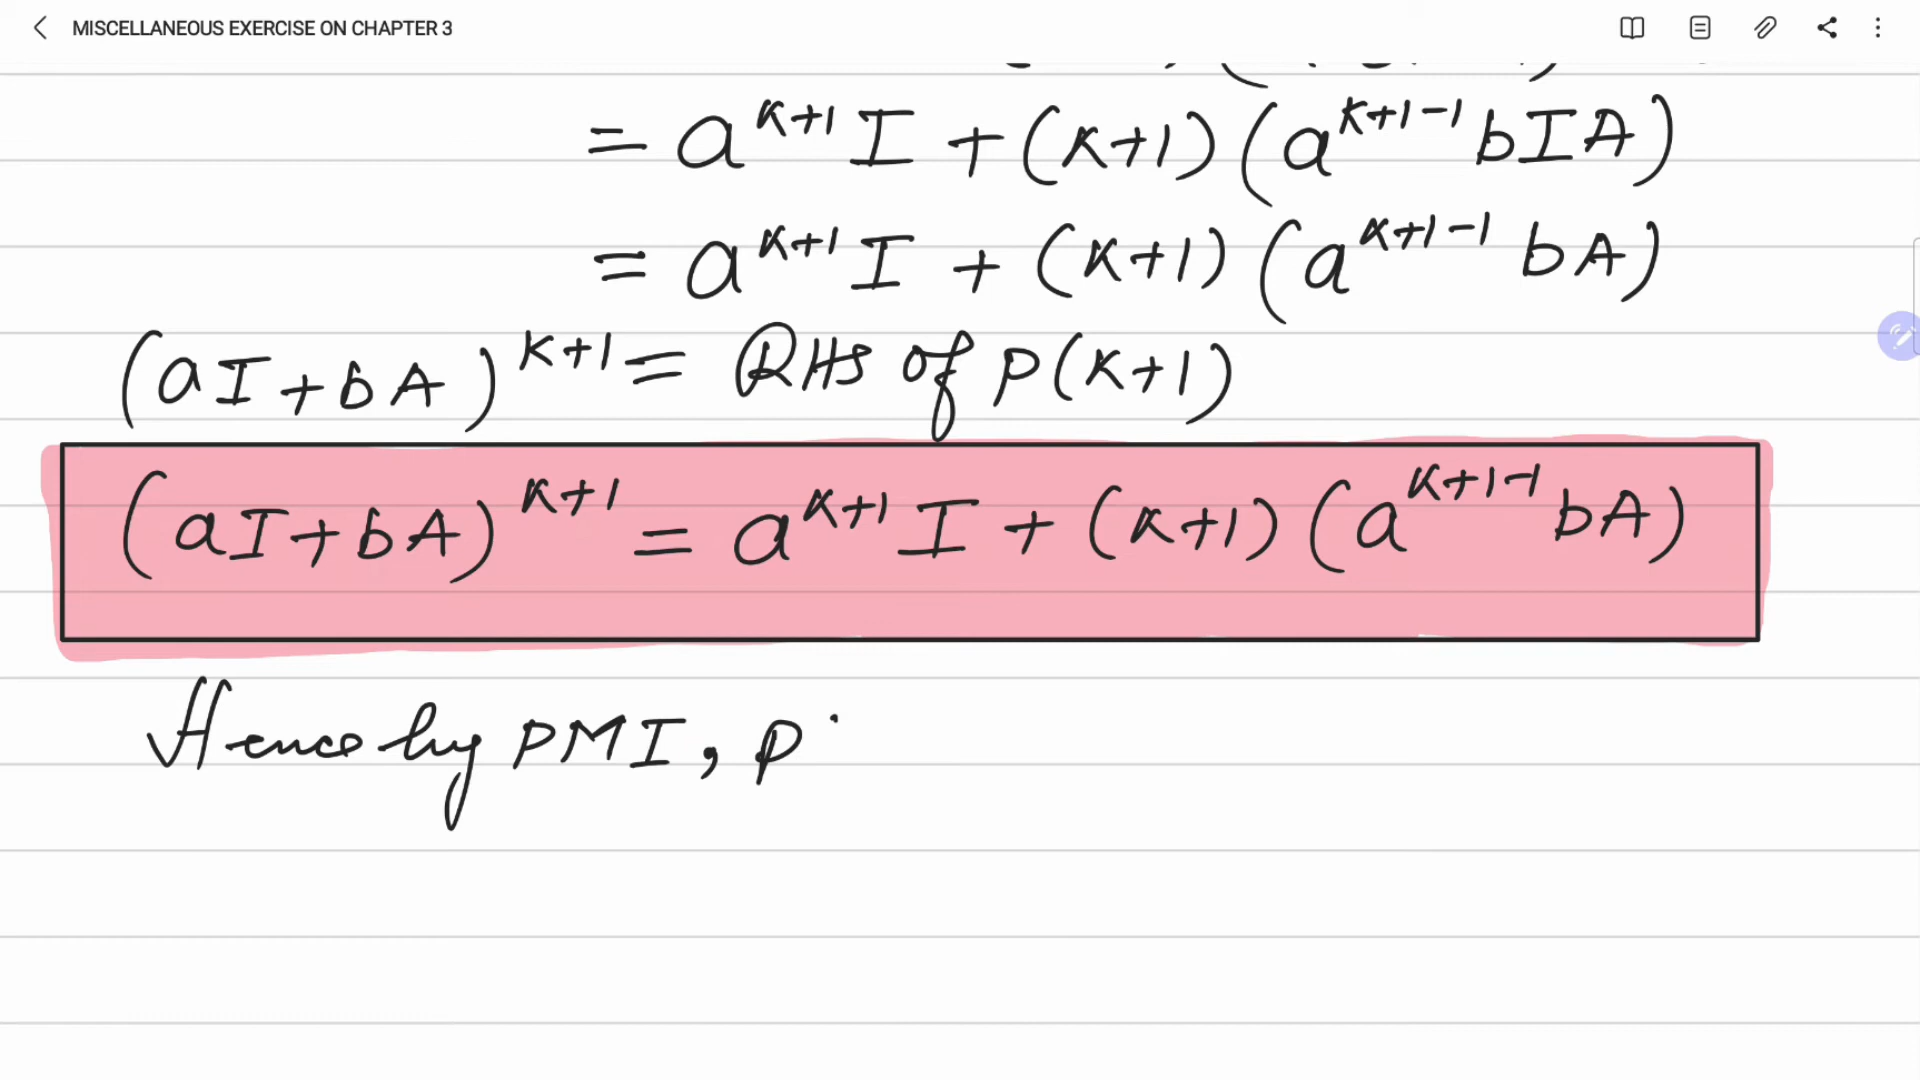 MISCELLANEOUS EXERCISE ON CHAPTER 3
= a^{K+1} I + (K+1)(a^{K+1-1} bIA)
= a^{K+1} I + (K+1)(a^{K+1-1} bA)
(aI+bA)^{K+1} = RHS of P(K+1)
(aI+bA)^{K+1} = a^{K+1} I + (K+1)(a^{K+1-1} bA)
Hence by PMI, P